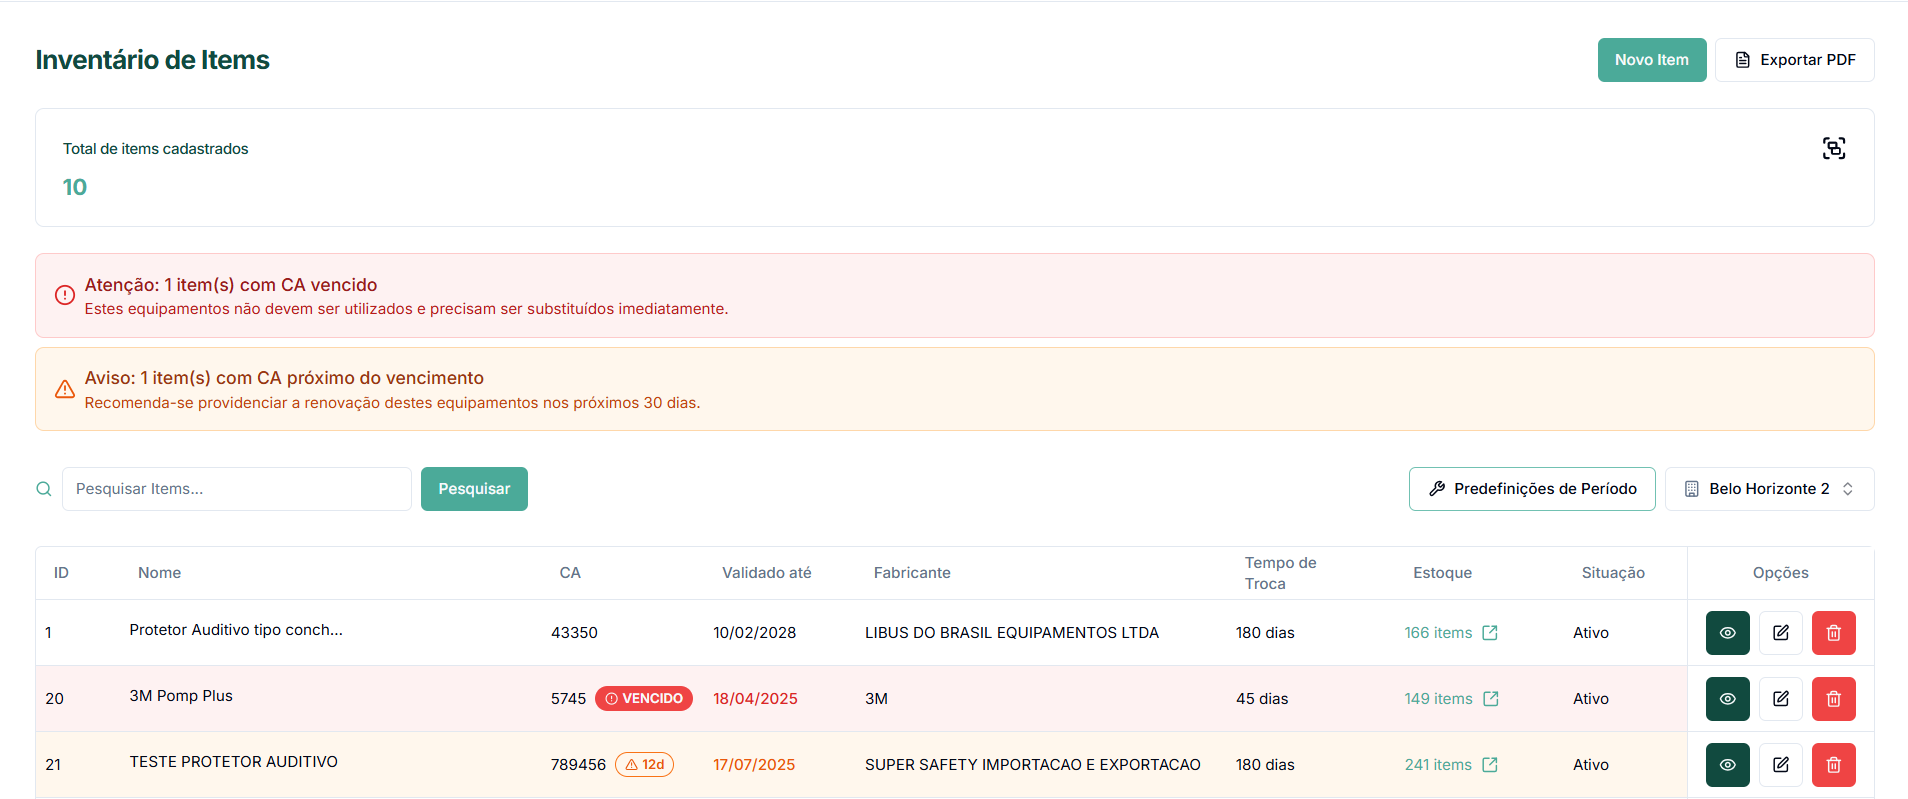 Inventário de Items
Novo Item
Exportar PDF
Total de items cadastrados
10
Atenção: 1 item(s) com CA vencido
Estes equipamentos não devem ser utilizados e precisam ser substituídos imediatamente.
Aviso: 1 item(s) com CA próximo do vencimento
Recomenda-se providenciar a renovação destes equipamentos nos próximos 30 dias.
Pesquisar Items...
Pesquisar
Predefinições de Período
Belo Horizonte 2
ID Nome CA Validado até Fabricante Tempo de Troca Estoque Situação Opções
1 Protetor Auditivo tipo conch... 43350 10/02/2028 LIBUS DO BRASIL EQUIPAMENTOS LTDA 180 dias 166 items Ativo
20 3M Pomp Plus 5745 VENCIDO 18/04/2025 3M 45 dias 149 items Ativo
21 TESTE PROTETOR AUDITIVO 789456 12d 17/07/2025 SUPER SAFETY IMPORTACAO E EXPORTACAO 180 dias 241 items Ativo